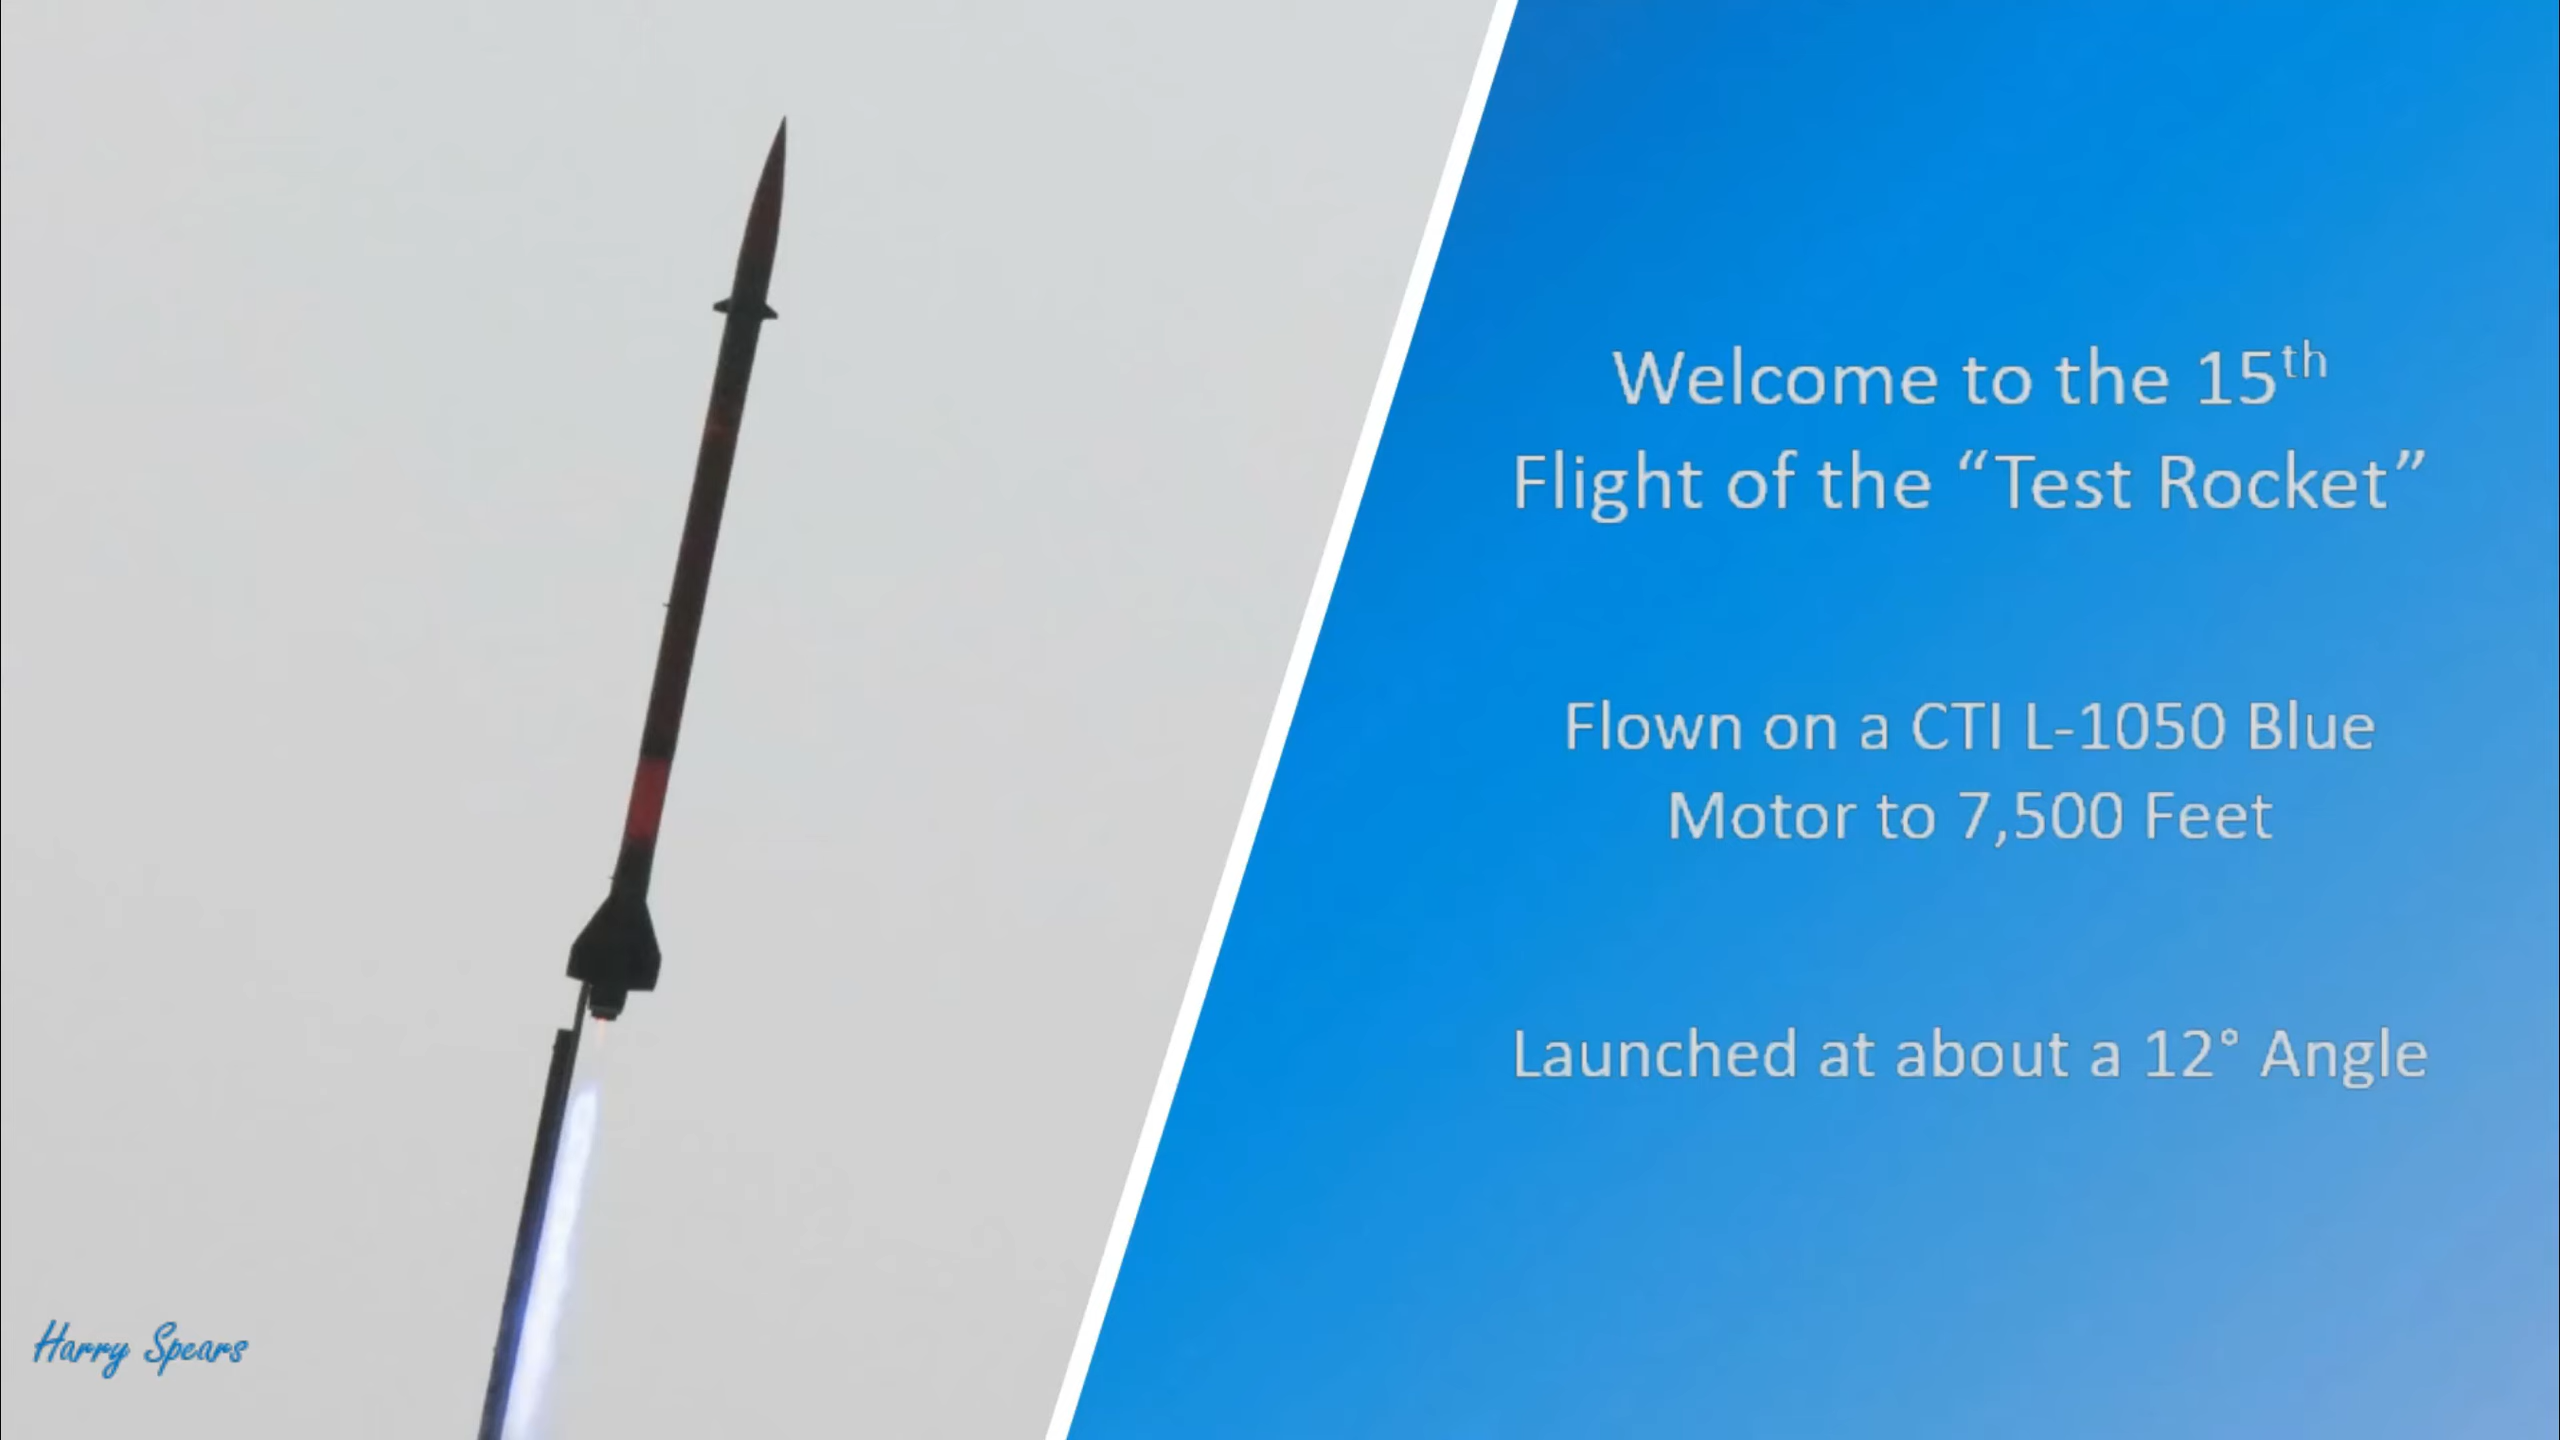 Welcome to the 15th
Flight of the “Test Rocket”
Flown on a CTI L-1050 Blue
Motor to 7,500 Feet
Launched at about a 12° Angle
Harry Spears